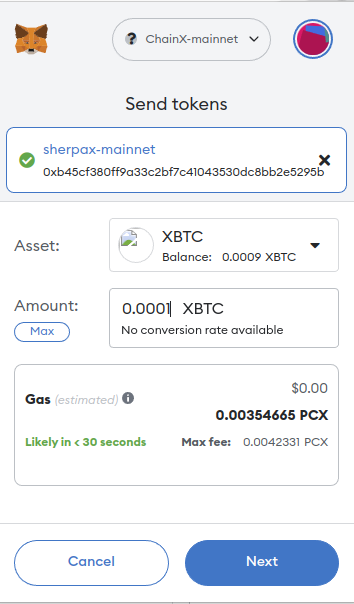 ChainX-mainnet
Send tokens
sherpax-mainnet
0xb45cf380ff9a33c2bf7c41043530dc8bb2e5295b
Asset:
XBTC
Balance: 0.0009 XBTC
Amount:
Max
0.0001 XBTC
No conversion rate available
$0.00
Gas (estimated)
0.00354665 PCX
Likely in < 30 seconds
Max fee: 0.0042331 PCX
Cancel
Next